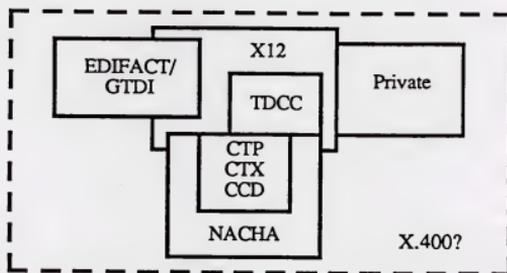 X12
EDIFACT/
GTDI
Private
TDCC
CTP
CTX
CCD
NACHA
X.400?